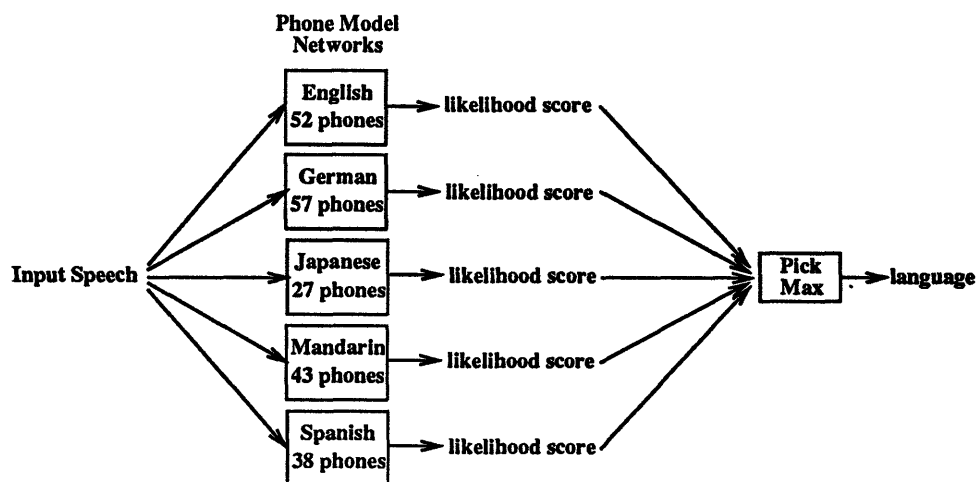 Phone Model
Networks
English
52 phones
likelihood score
German
57 phones
likelihood score
Input Speech
Japanese
27 phones
likelihood score
Pick
Max
language
Mandarin
43 phones
likelihood score
Spanish
38 phones
likelihood score